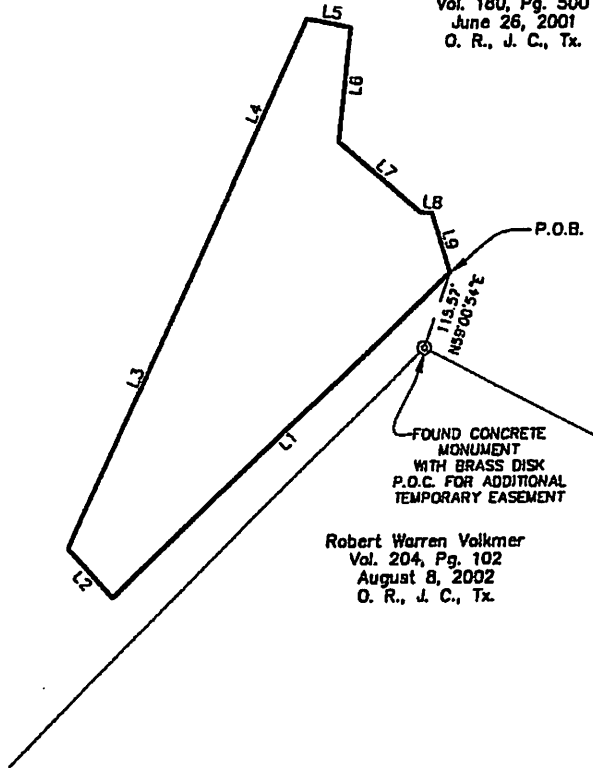 Vol. 180, Pg. 500
June 26, 2001
O. R., J. C., Tx.
L5
L6
L4
L7
L8
L9
P.O.B.
115.57'
N59°00'54"E
L3
L1
FOUND CONCRETE
MONUMENT
WITH BRASS DISK
P.O.C. FOR ADDITIONAL
TEMPORARY EASEMENT
L2
Robert Warren Volkmer
Vol. 204, Pg. 102
August 8, 2002
O. R., J. C., Tx.